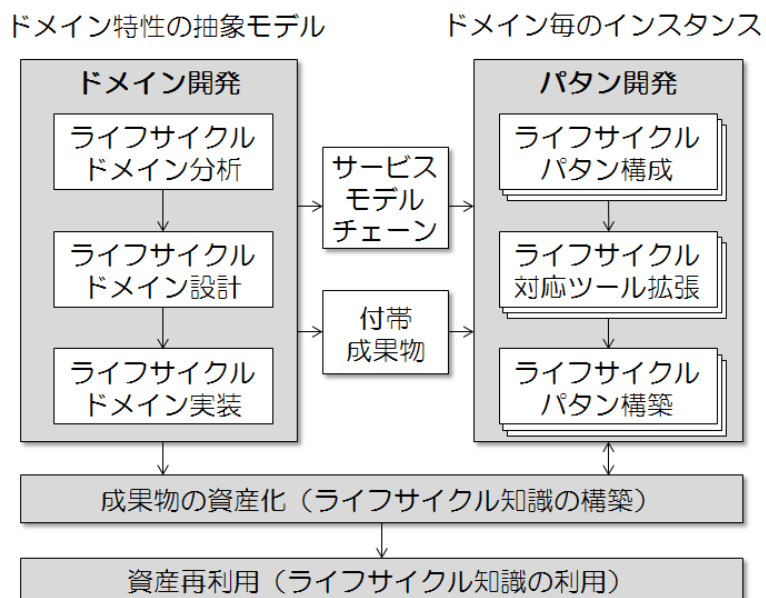 ドメイン特性の抽象モデル
ドメイン毎のインスタンス
ドメイン開発
ライフサイクル
ドメイン分析
ライフサイクル
ドメイン設計
ライフサイクル
ドメイン実装
サービス
モデル
チェーン
付帯
成果物
パタン開発
ライフサイクル
パタン構成
ライフサイクル
対応ツール拡張
ライフサイクル
パタン構築
成果物の資産化（ライフサイクル知識の構築）
資産再利用（ライフサイクル知識の利用）